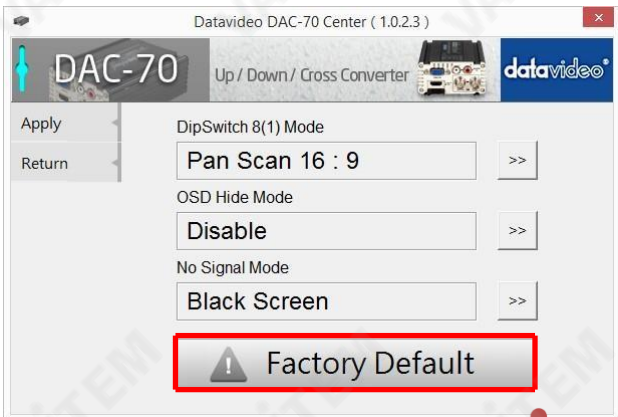 Datavideo DAC-70 Center ( 1.0.2.3 )
×
DAC-70
Up / Down / Cross Converter
datavideo®
Apply
Return
DipSwitch 8(1) Mode
Pan Scan 16 : 9
>>
OSD Hide Mode
Disable
>>
No Signal Mode
Black Screen
>>
Factory Default